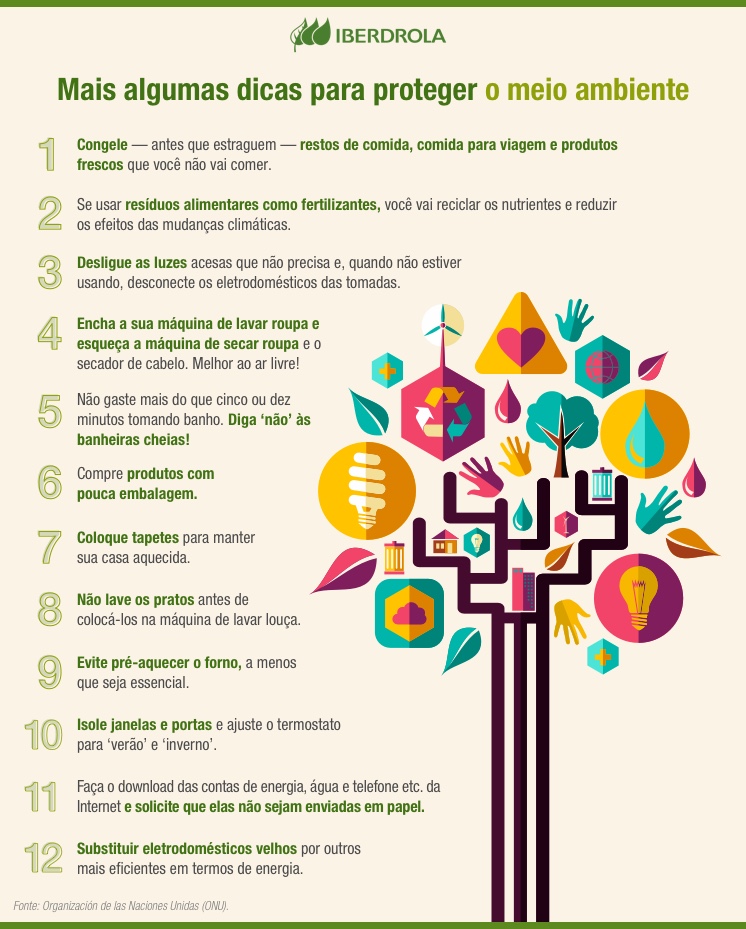 IBERDROLA
Mais algumas dicas para proteger o meio ambiente
1 Congele — antes que estraguem — restos de comida, comida para viagem e produtos
frescos que você não vai comer.
2 Se usar resíduos alimentares como fertilizantes, você vai reciclar os nutrientes e reduzir
os efeitos das mudanças climáticas.
3 Desligue as luzes acesas que não precisa e, quando não estiver
usando, desconecte os eletrodomésticos das tomadas.
4 Encha a sua máquina de lavar roupa e
esqueça a máquina de secar roupa e o
secador de cabelo. Melhor ao ar livre!
5 Não gaste mais do que cinco ou dez
minutos tomando banho. Diga ‘não’ às
banheiras cheias!
6 Compre produtos com
pouca embalagem.
7 Coloque tapetes para manter
sua casa aquecida.
8 Não lave os pratos antes de
colocá-los na máquina de lavar louça.
9 Evite pré-aquecer o forno, a menos
que seja essencial.
10 Isole janelas e portas e ajuste o termostato
para ‘verão’ e ‘inverno’.
11 Faça o download das contas de energia, água e telefone etc. da
Internet e solicite que elas não sejam enviadas em papel.
12 Substituir eletrodomésticos velhos por outros
mais eficientes em termos de energia.
Fonte: Organización de las Naciones Unidas (ONU).